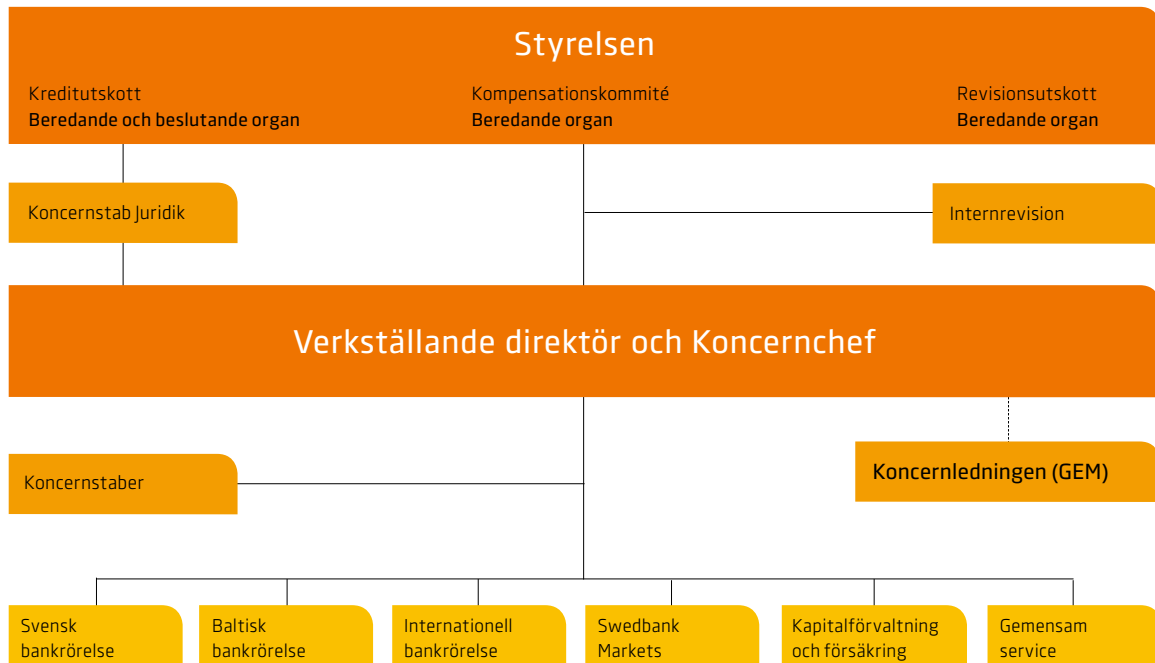 Styrelsen
Kreditutskott
Beredande och beslutande organ
Kompensationskommité
Beredande organ
Revisionsutskott
Beredande organ
Koncernstab Juridik
Internrevision
Verkställande direktör och Koncernchef
Koncernstaber
Koncernledningen (GEM)
Svensk
bankrörelse
Baltisk
bankrörelse
Internationell
bankrörelse
Swedbank
Markets
Kapitalförvaltning
och försäkring
Gemensam
service